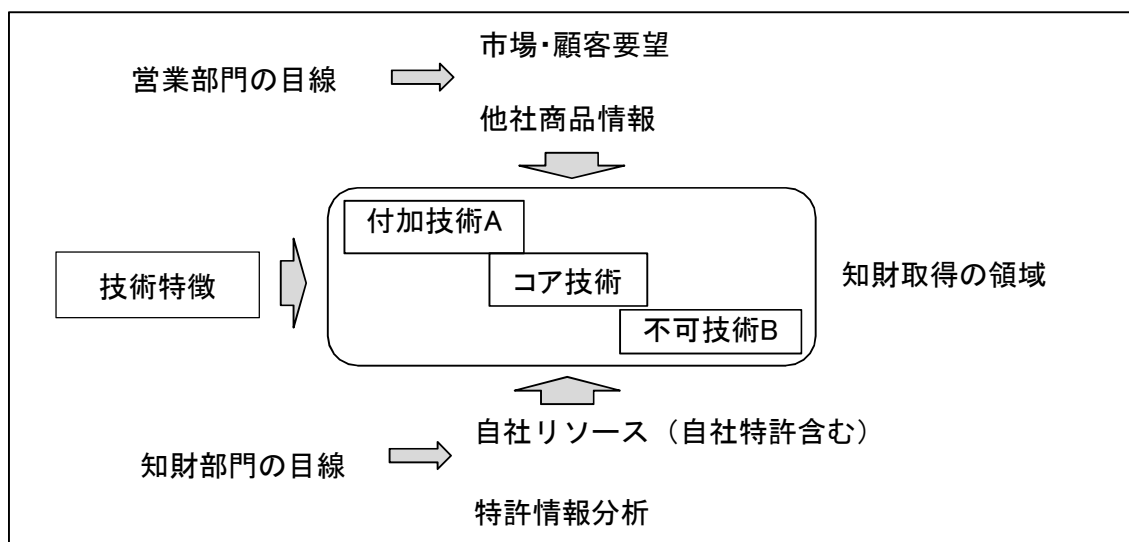 市場・顧客要望
営業部門の目線
他社商品情報
付加技術A
技術特徴
コア技術
知財取得の領域
不可技術B
自社リソース（自社特許含む）
知財部門の目線
特許情報分析